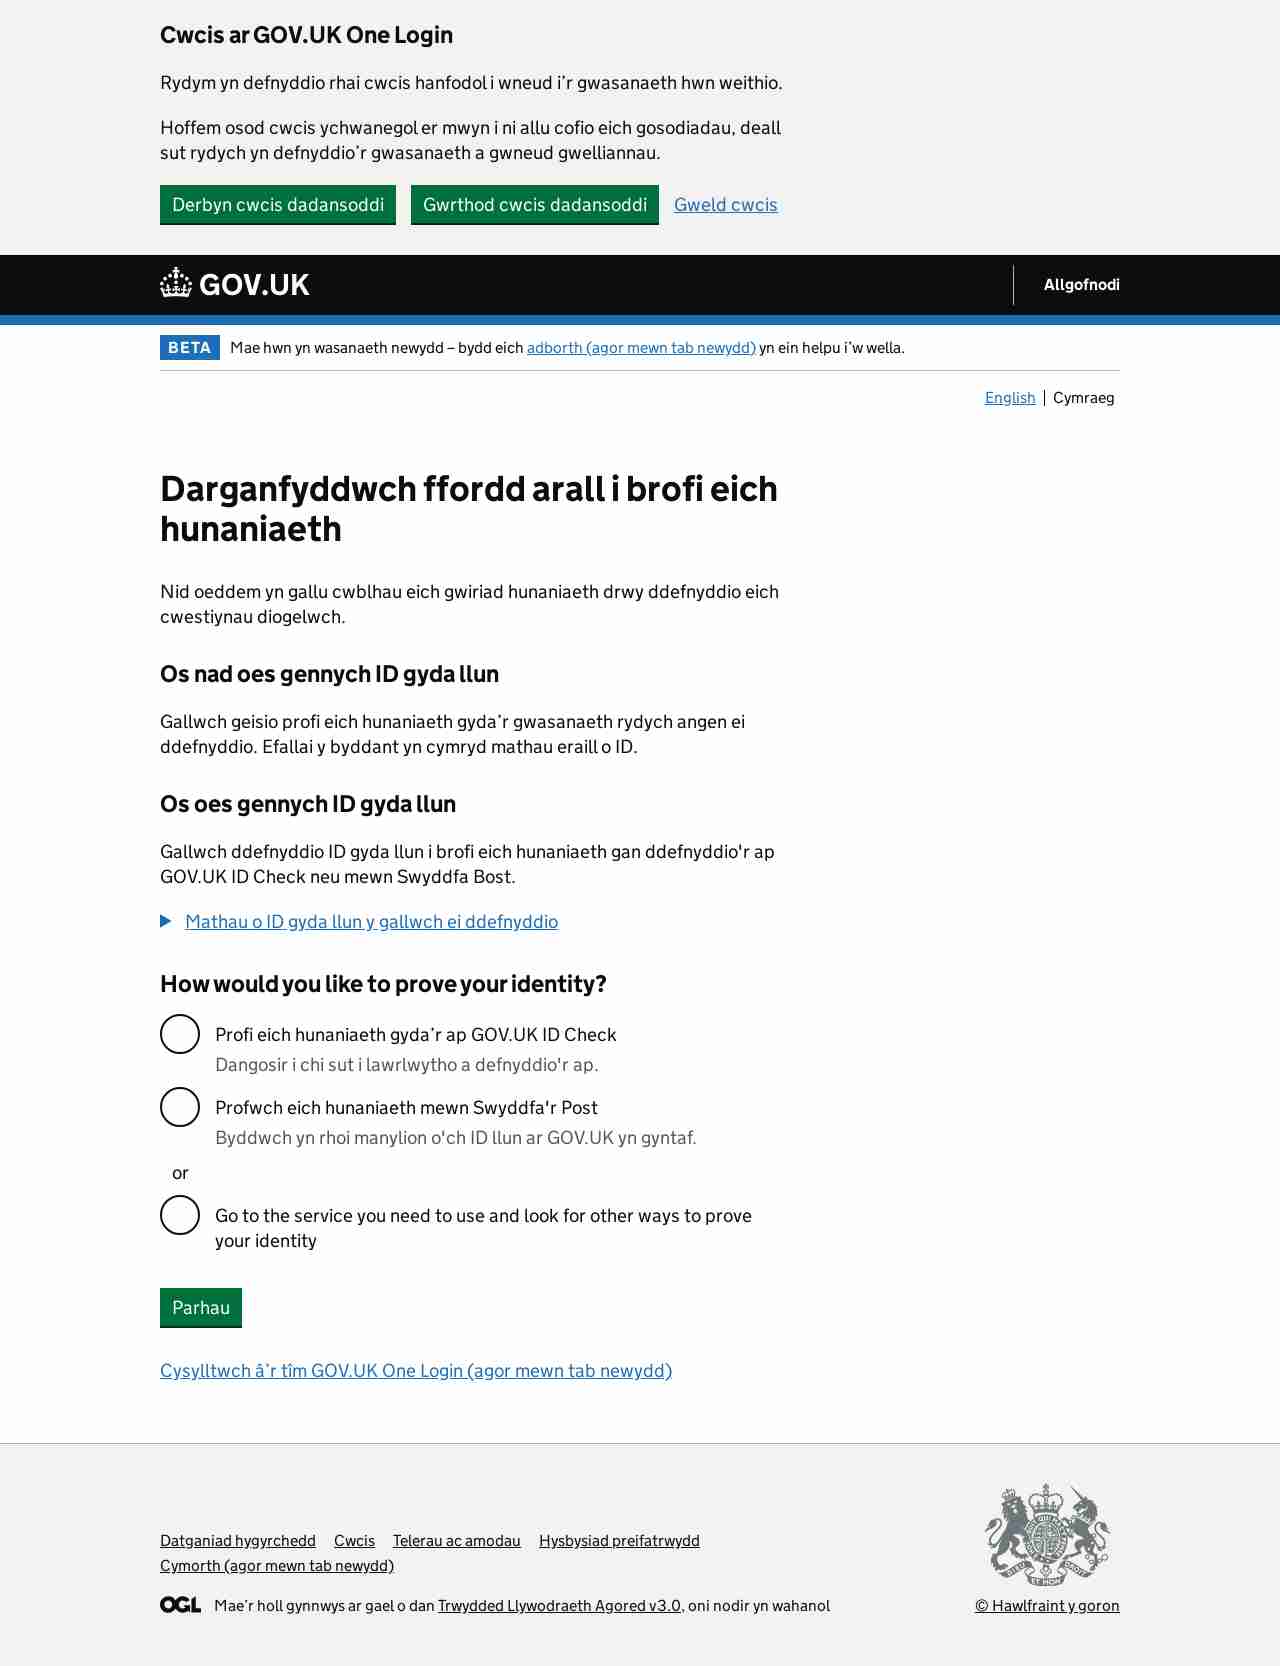 Cwcis ar GOV.UK One Login
Rydym yn defnyddio rhai cwcis hanfodol i wneud i’r gwasanaeth hwn weithio.
Hoffem osod cwcis ychwanegol er mwyn i ni allu cofio eich gosodiadau, deall
sut rydych yn defnyddio’r gwasanaeth a gwneud gwelliannau.
Derbyn cwcis dadansoddi Gwrthod cwcis dadansoddi Gweld cwcis
GOV.UK Allgofnodi
BETA Mae hwn yn wasanaeth newydd – bydd eich adborth (agor mewn tab newydd) yn ein helpu i’w wella.
English Cymraeg
Darganfyddwch ffordd arall i brofi eich
hunaniaeth
Nid oeddem yn gallu cwblhau eich gwiriad hunaniaeth drwy ddefnyddio eich
cwestiynau diogelwch.
Os nad oes gennych ID gyda llun
Gallwch geisio profi eich hunaniaeth gyda’r gwasanaeth rydych angen ei
ddefnyddio. Efallai y byddant yn cymryd mathau eraill o ID.
Os oes gennych ID gyda llun
Gallwch ddefnyddio ID gyda llun i brofi eich hunaniaeth gan ddefnyddio'r ap
GOV.UK ID Check neu mewn Swyddfa Bost.
Mathau o ID gyda llun y gallwch ei ddefnyddio
How would you like to prove your identity?
Profi eich hunaniaeth gyda’r ap GOV.UK ID Check
Dangosir i chi sut i lawrlwytho a defnyddio'r ap.
Profwch eich hunaniaeth mewn Swyddfa'r Post
Byddwch yn rhoi manylion o'ch ID llun ar GOV.UK yn gyntaf.
or
Go to the service you need to use and look for other ways to prove
your identity
Parhau
Cysylltwch â’r tîm GOV.UK One Login (agor mewn tab newydd)
Datganiad hygyrchedd Cwcis Telerau ac amodau Hysbysiad preifatrwydd
Cymorth (agor mewn tab newydd)
OGL Mae’r holl gynnwys ar gael o dan Trwydded Llywodraeth Agored v3.0, oni nodir yn wahanol
© Hawlfraint y goron